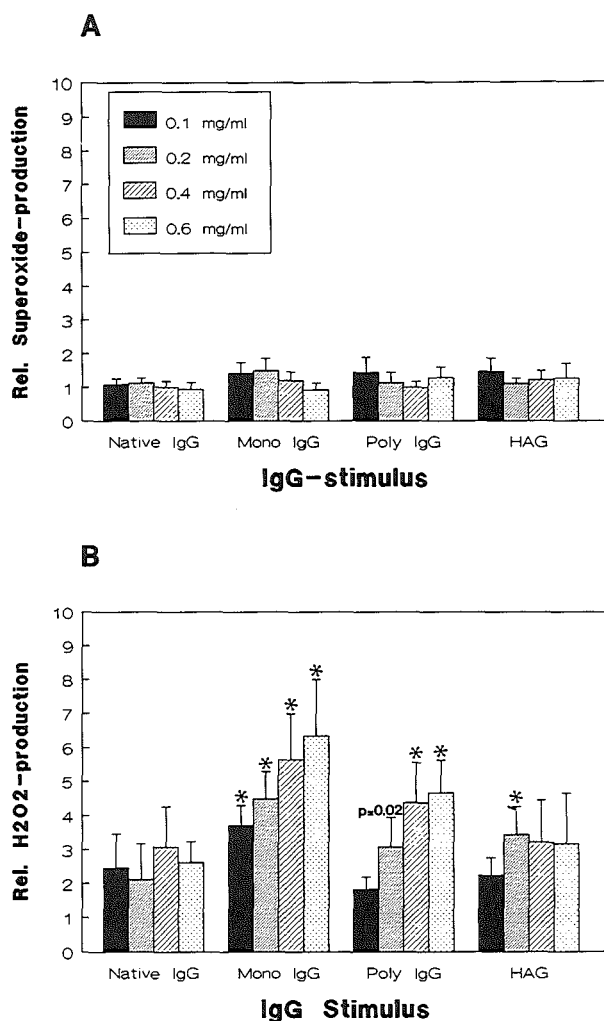 A
Rel. Superoxide-production
10
9
8
7
6
5
4
3
2
1
0
0.1 mg/ml
0.2 mg/ml
0.4 mg/ml
0.6 mg/ml
Native IgG
Mono IgG
Poly IgG
HAG
IgG-stimulus
B
Rel. H2O2-production
10
9
8
7
6
5
4
3
2
1
0
*
*
*
*
p=0.02
*
*
*
Native IgG
Mono IgG
Poly IgG
HAG
IgG Stimulus